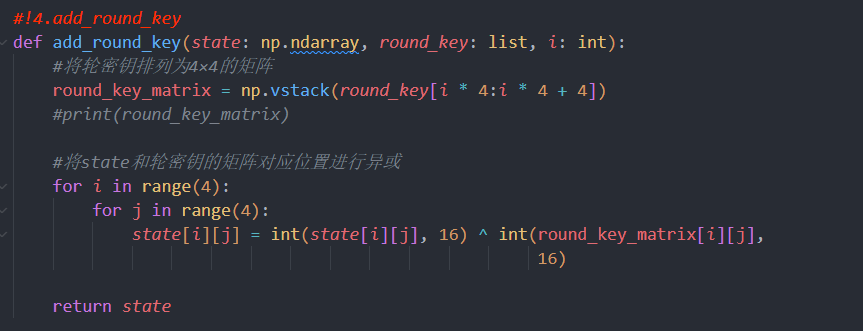 #!4.add_round_key
def add_round_key(state: np.ndarray, round_key: list, i: int):
#将轮密钥排列为4×4的矩阵
round_key_matrix = np.vstack(round_key[i * 4:i * 4 + 4])
#print(round_key_matrix)
#将state和轮密钥的矩阵对应位置进行异或
for i in range(4):
for j in range(4):
state[i][j] = int(state[i][j], 16) ^ int(round_key_matrix[i][j],
16)
return state